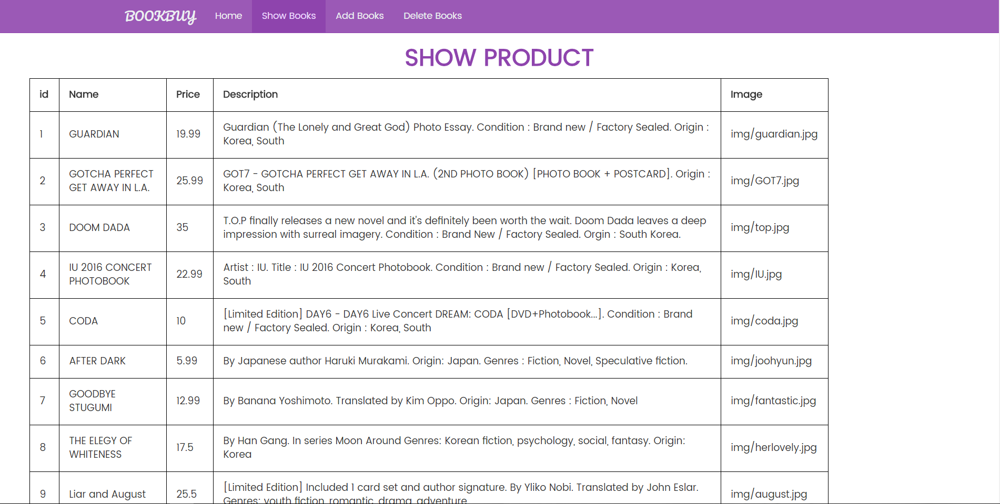 BOOKBUY Home Show Books Add Books Delete Books
SHOW PRODUCT
id Name Price Description Image
1 GUARDIAN 19.99 Guardian (The Lonely and Great God) Photo Essay. Condition : Brand new / Factory Sealed. Origin :
Korea, South img/guardian.jpg
2 GOTCHA PERFECT
GET AWAY IN L.A. 25.99 GOT7 - GOTCHA PERFECT GET AWAY IN L.A. (2ND PHOTO BOOK) [PHOTO BOOK + POSTCARD]. Origin :
Korea, South img/GOT7.jpg
3 DOOM DADA 35 T.O.P finally releases a new novel and it's definitely been worth the wait. Doom Dada leaves a deep
impression with surreal imagery. Condition : Brand New / Factory Sealed. Orgin : South Korea. img/top.jpg
4 IU 2016 CONCERT
PHOTOBOOK 22.99 Artist : IU. Title : IU 2016 Concert Photobook. Condition : Brand new / Factory Sealed. Origin : Korea,
South img/IU.jpg
5 CODA 10 [Limited Edition] DAY6 - DAY6 Live Concert DREAM: CODA [DVD+Photobook...]. Condition : Brand
new / Factory Sealed. Origin : Korea, South img/coda.jpg
6 AFTER DARK 5.99 By Japanese author Haruki Murakami. Origin: Japan. Genres : Fiction, Novel, Speculative fiction. img/joohyun.jpg
7 GOODBYE
STUGUMI 12.99 By Banana Yoshimoto. Translated by Kim Oppo. Origin: Japan. Genres : Fiction, Novel img/fantastic.jpg
8 THE ELEGY OF
WHITENESS 17.5 By Han Gang. In series Moon Around Genres: Korean fiction, psychology, social, fantasy. Origin:
Korea img/herlovely.jpg
9 Liar and August 25.5 [Limited Edition] Included 1 card set and author signature. By Yliko Nobi. Translated by John Eslar.
Genres: youth fiction, romantic, drama, adventure img/august.jpg